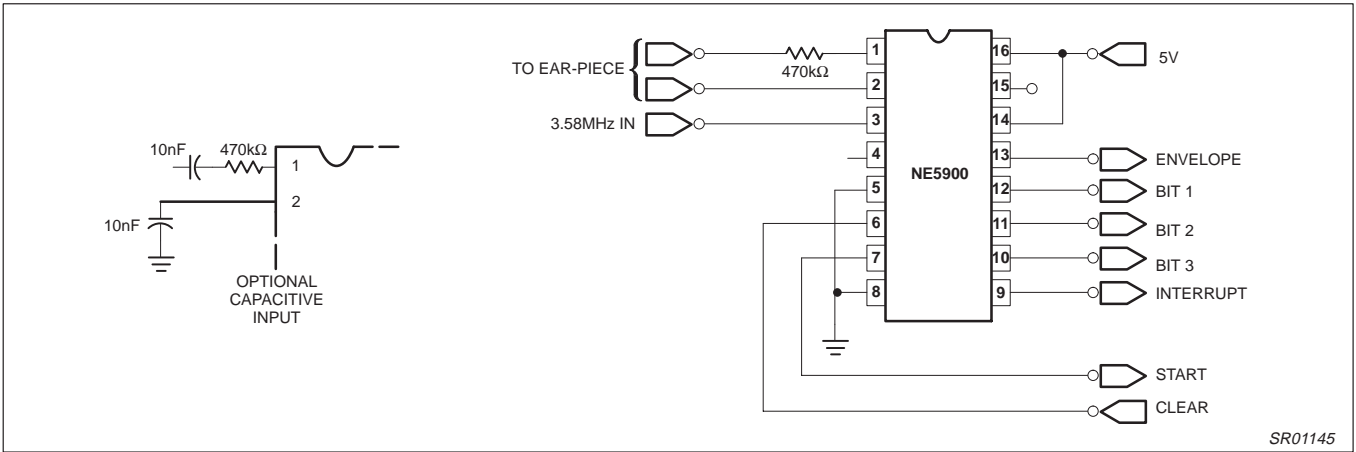 TO EAR-PIECE
470kΩ
3.58MHz IN
1
2
3
4
5
6
7
8
NE5900
16
15
14
13
12
11
10
9
5V
ENVELOPE
BIT 1
BIT 2
BIT 3
INTERRUPT
START
CLEAR
10nF
470kΩ
1
2
10nF
OPTIONAL
CAPACITIVE
INPUT
SR01145